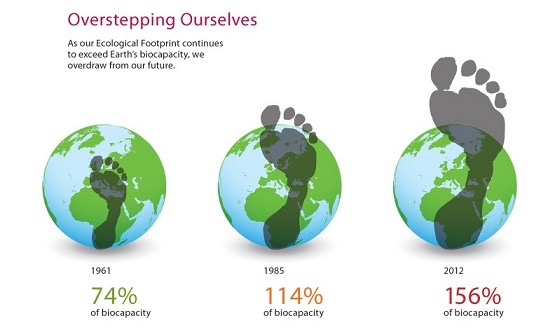 Overstepping Ourselves
As our Ecological Footprint continues
to exceed Earth's biocapacity, we
overdraw from our future.
1961
1985
2012
74%
114%
156%
of biocapacity
of biocapacity
of biocapacity